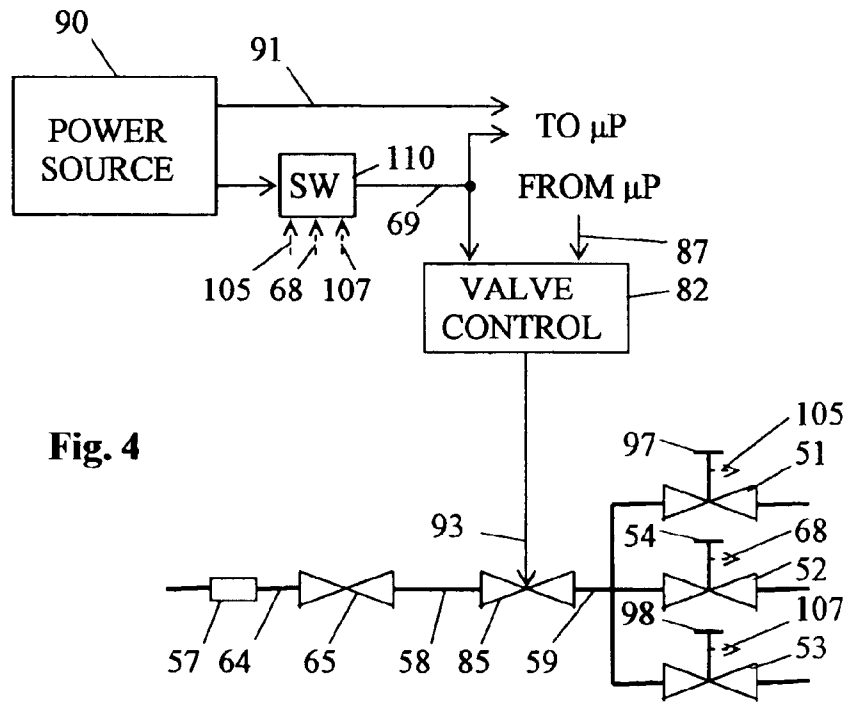 90
91
POWER
SOURCE
TO µP
110
SW
FROM µP
69
87
105 68 107
VALVE
CONTROL
82
Fig. 4
105
97
51
93
54
68
52
98
107
53
57 64 65 58 85 59